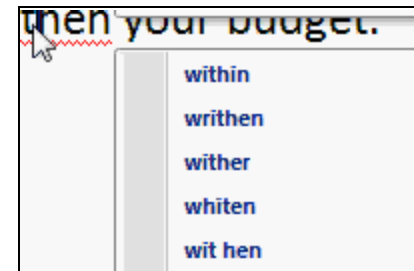 then your budget.
within
writhen
wither
whiten
wit hen